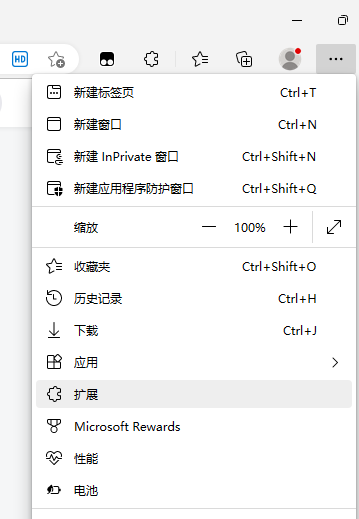 HD
新建标签页 Ctrl+T
新建窗口 Ctrl+N
新建 InPrivate 窗口 Ctrl+Shift+N
新建应用程序防护窗口 Ctrl+Shift+Q
缩放 100%
收藏夹 Ctrl+Shift+O
历史记录 Ctrl+H
下载 Ctrl+J
应用
扩展
Microsoft Rewards
性能
电池